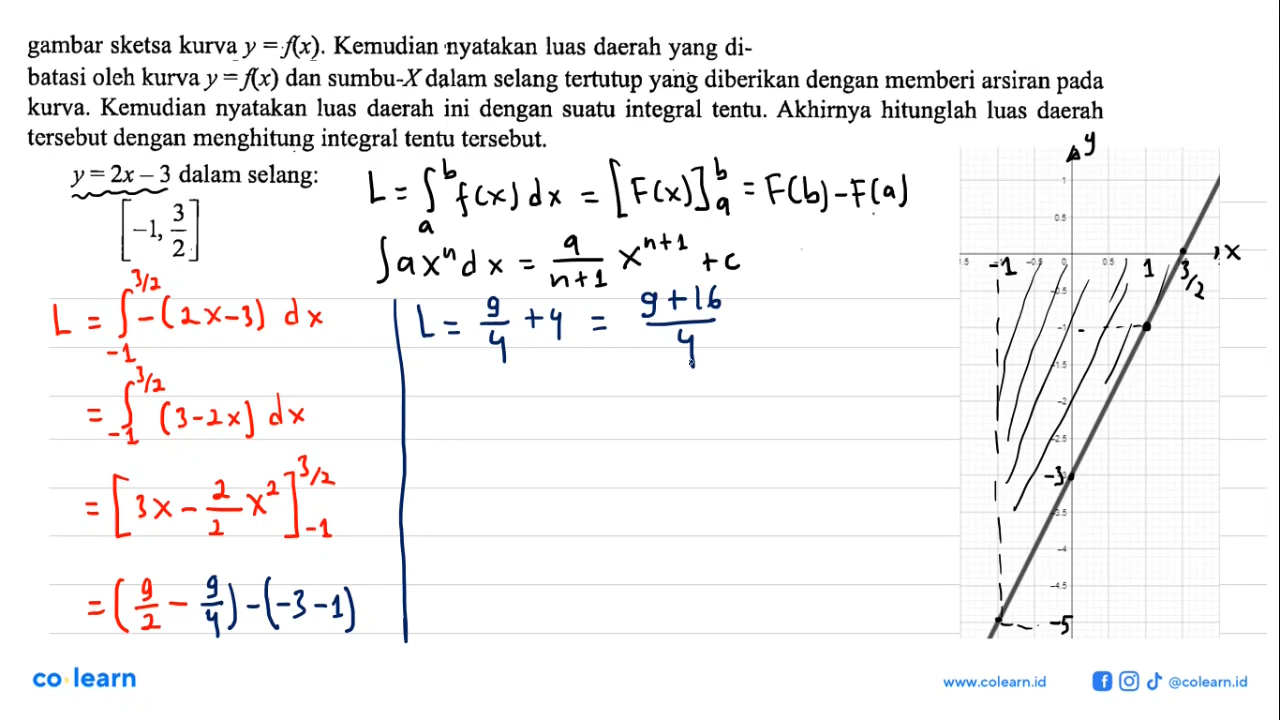 gambar sketsa kurva y = f(x). Kemudian nyatakan luas daerah yang di-
batasi oleh kurva y = f(x) dan sumbu-X dalam selang tertutup yang diberikan dengan memberi arsiran pada
kurva. Kemudian nyatakan luas daerah ini dengan suatu integral tentu. Akhirnya hitunglah luas daerah
tersebut dengan menghitung integral tentu tersebut.
y = 2x – 3 dalam selang:
[-1, 3/2]
L = ∫_a^b f(x) dx = [F(x)]_a^b = F(b) - F(a)
∫ax^n dx = a/(n+1) x^(n+1) + c
L = ∫_-1^3/2 -(2x-3) dx
= ∫_-1^3/2 (3-2x) dx
= [3x - 2/2 x^2]_-1^3/2
= (9/2 - 9/4) - (-3-1)
L = 9/4 + 4 = (9+16)/4
y
1
0.5
1.5 -1 -0.5 0 0.5 1 3/2 x
-0.5
-1
-1.5
-2
-2.5
-3
-3.5
-4
-4.5
-5
co learn
www.colearn.id
@colearn.id